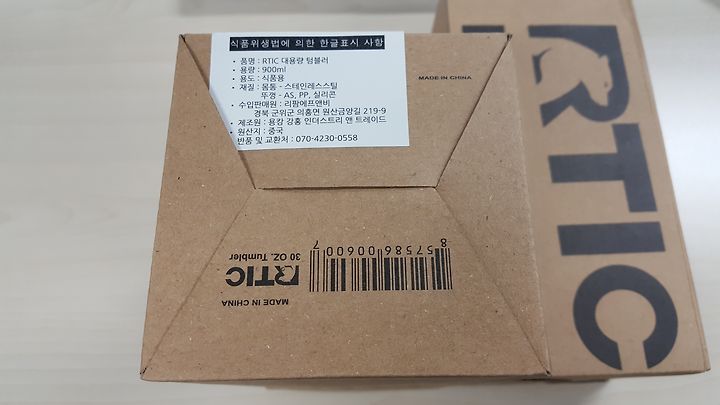 식품위생법에 의한 한글표시 사항
• 품명 : RTIC 대용량 텀블러
• 용량 : 900ml
• 용도 : 식품용
• 재질 : 몸통 - 스테인레스스틸
뚜껑 - AS, PP, 실리콘
• 수입판매원 : 리팜에프앤비
경북 군위군 의흥면 원산금양길 219-9
• 제조원 : 용캉 강홍 인더스트리 앤 트레이드
• 원산지 : 중국
반품 및 교환처 : 070-4230-0558
MADE IN CHINA
RTIC
8 57586 00060 0 7
30 OZ. Tumbler
RTIC
MADE IN CHINA